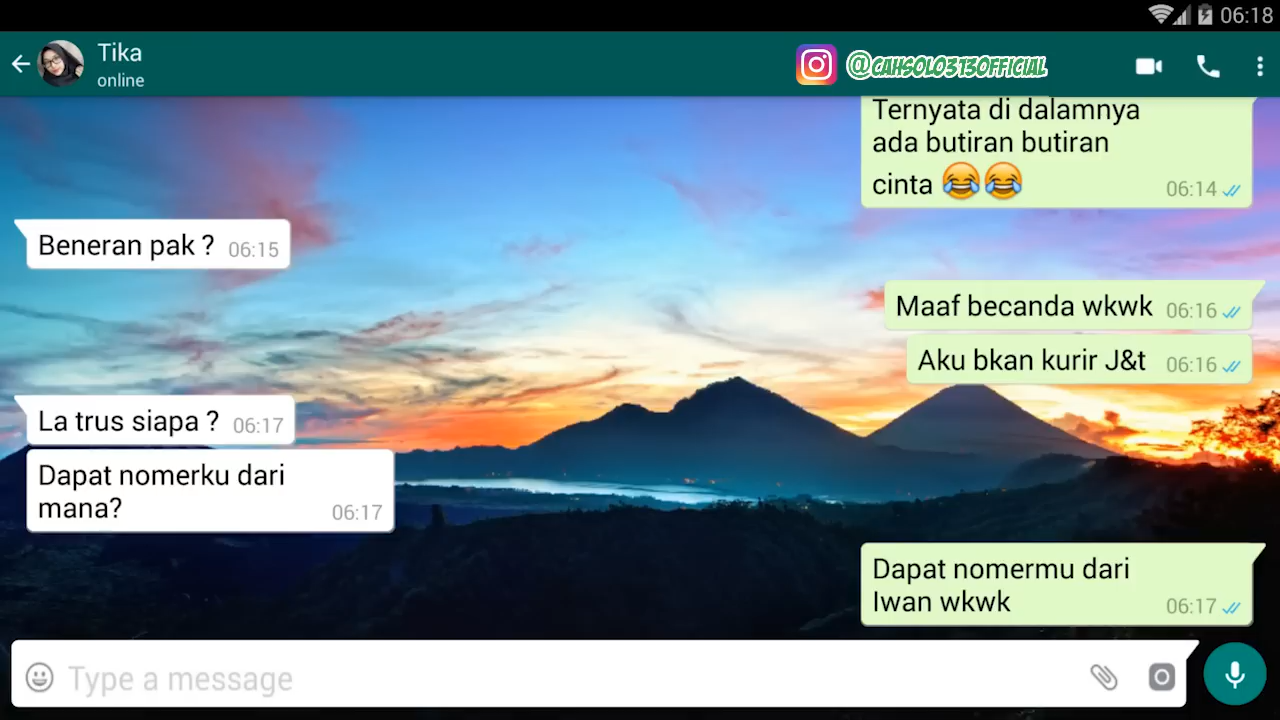 06:18
Tika
online
@CAHSOLO313OFFICIAL
Ternyata di dalamnya
ada butiran butiran
cinta 😂😂 06:14
Beneran pak ? 06:15
Maaf becanda wkwk 06:16
Aku bkan kurir J&t 06:16
La trus siapa ? 06:17
Dapat nomerku dari
mana? 06:17
Dapat nomermu dari
Iwan wkwk 06:17
Type a message